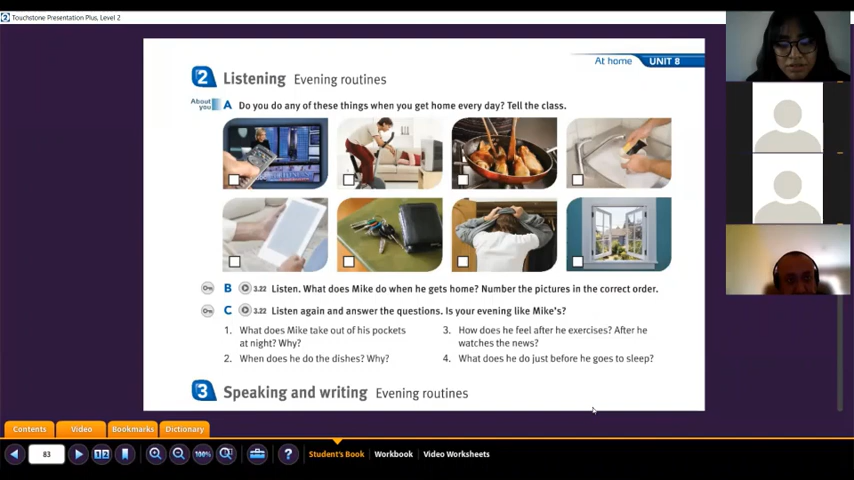 Touchstone Presentation Plus, Level 2
At home UNIT 8
2 Listening Evening routines
About you A Do you do any of these things when you get home every day? Tell the class.
B 3.22 Listen. What does Mike do when he gets home? Number the pictures in the correct order.
C 3.22 Listen again and answer the questions. Is your evening like Mike's?
1. What does Mike take out of his pockets
at night? Why?
2. When does he do the dishes? Why?
3. How does he feel after he exercises? After he
watches the news?
4. What does he do just before he goes to sleep?
3 Speaking and writing Evening routines
Contents Video Bookmarks Dictionary
83 1 2 100% ? Student's Book Workbook Video Worksheets